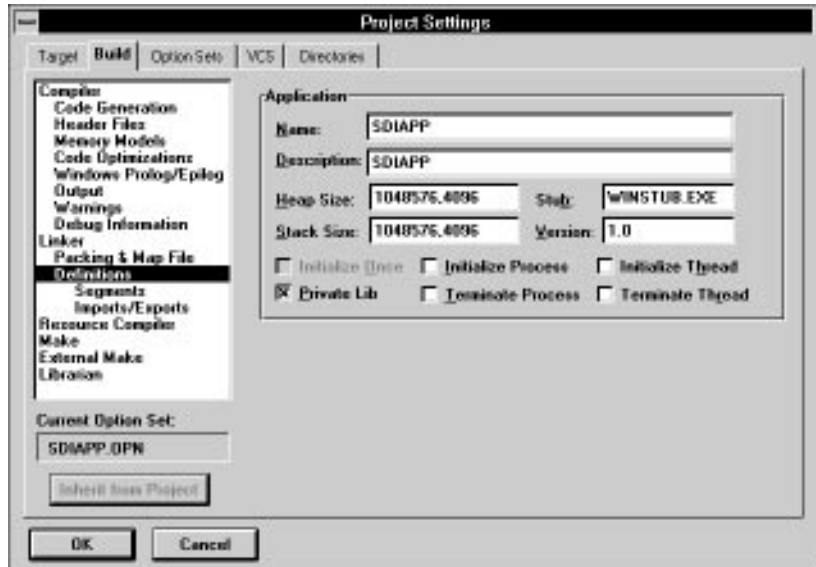 Project Settings
Target Build Option Sets VCS Directories
Compiler
Code Generation
Header Files
Memory Models
Code Optimizations
Windows Prolog/Epilog
Output
Warnings
Debug Information
Linker
Packing & Map File
Definitions
Segments
Imports/Exports
Resource Compiler
Make
External Make
Librarian
Current Option Set:
SDIAPP.OPN
Inherit from Project
Application
Name: SDIAPP
Description: SDIAPP
Heap Size: 1048576,4096 Stub: WINSTUB.EXE
Stack Size: 1048576,4096 Version: 1.0
Initialize Once Initialize Process Initialize Thread
Private Lib Terminate Process Terminate Thread
OK Cancel